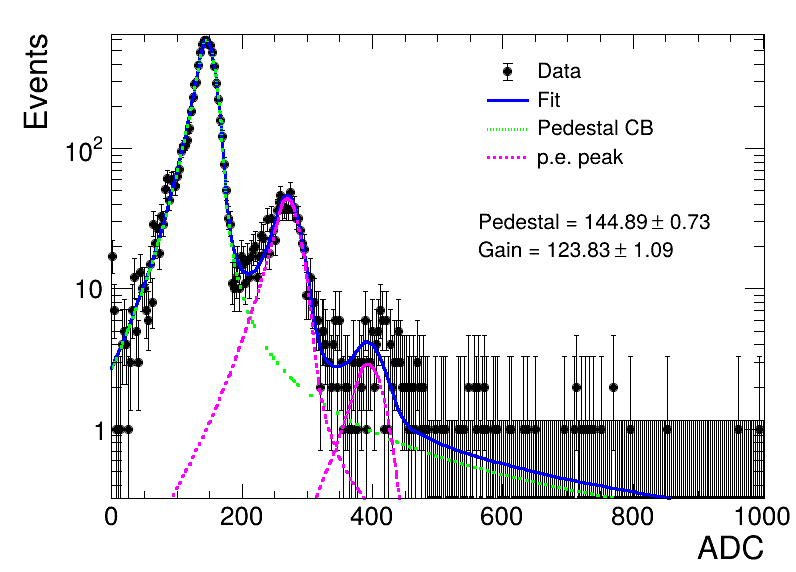 Events
Data
Fit
Pedestal CB
p.e. peak
Pedestal = 144.89 ± 0.73
Gain = 123.83 ± 1.09
10²
10
1
0 200 400 600 800 1000
ADC